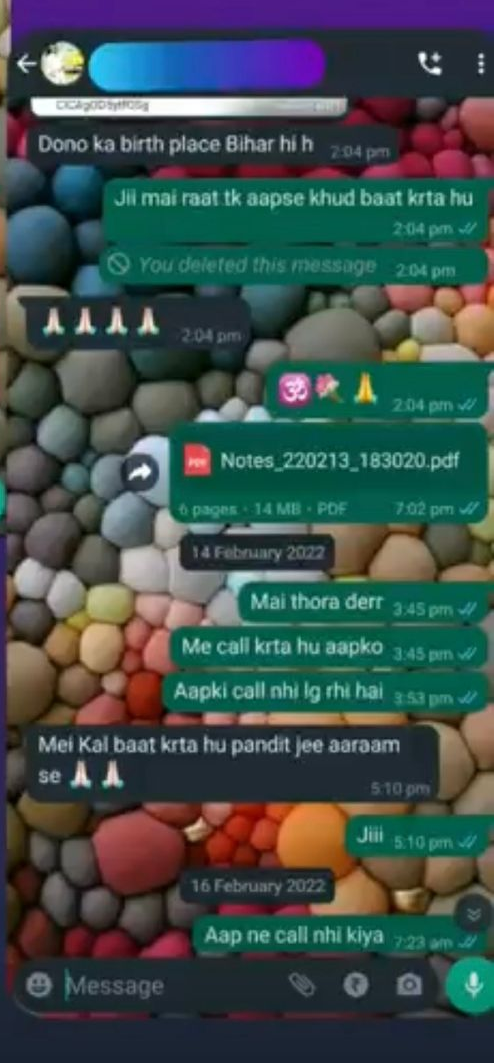 Dono ka birth place Bihar hi h 2:04 pm
Jii mai raat tk aapse khud baat krta hu
2:04 pm
You deleted this message 2:04 pm
🙏🏻🙏🏻🙏🏻🙏🏻 2:04 pm
🕉💐🙏 2:04 pm
PDF Notes_220213_183020.pdf
6 pages · 14 MB · PDF 7:02 pm
14 February 2022
Mai thora derr 3:45 pm
Me call krta hu aapko 3:45 pm
Aapki call nhi lg rhi hai 3:53 pm
Mei Kal baat krta hu pandit jee aaraam
se 🙏🏻🙏🏻 5:10 pm
Jiii 5:10 pm
16 February 2022
Aap ne call nhi kiya 7:23 am
Message